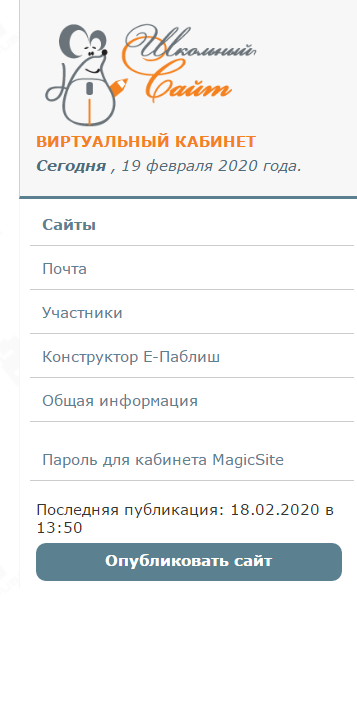 Школьный
Сайт
ВИРТУАЛЬНЫЙ КАБИНЕТ
Сегодня , 19 февраля 2020 года.
Сайты
Почта
Участники
Конструктор Е-Паблиш
Общая информация
Пароль для кабинета MagicSite
Последняя публикация: 18.02.2020 в
13:50
Опубликовать сайт